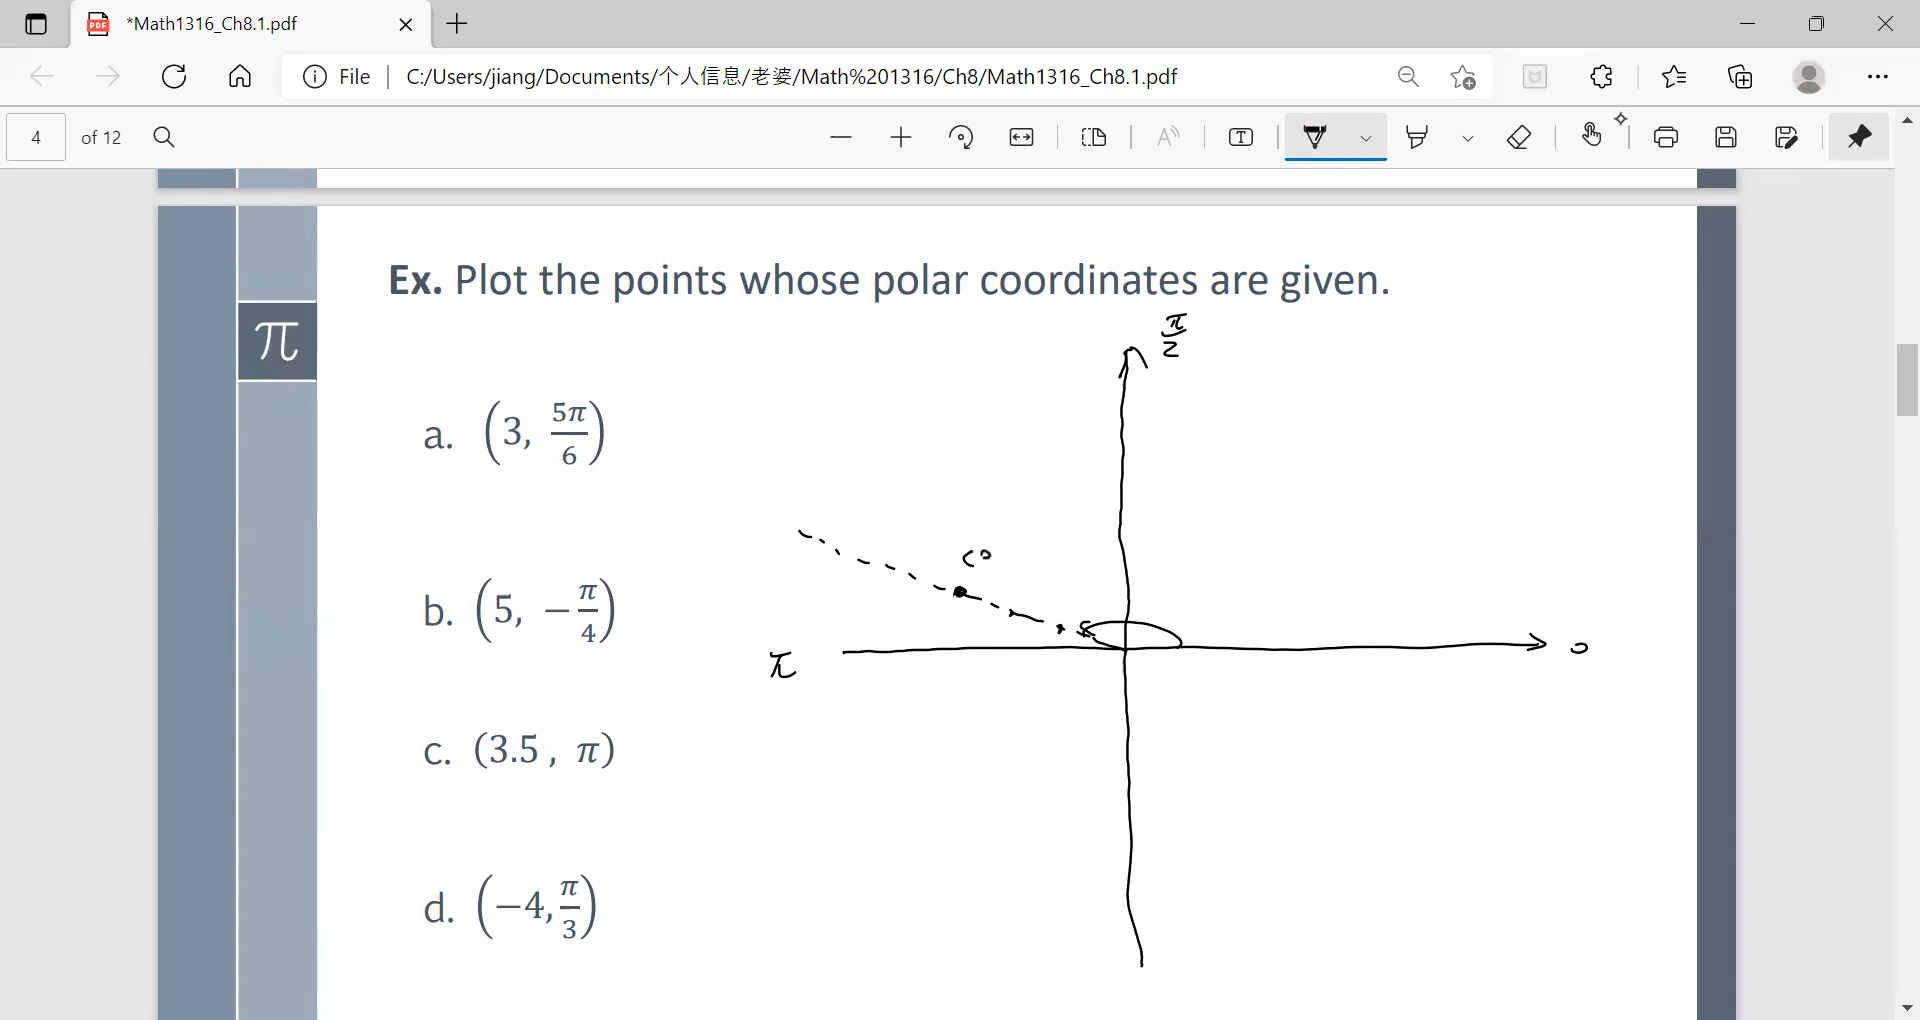 *Math1316_Ch8.1.pdf
File C:/Users/jiang/Documents/个人信息/老婆/Math%201316/Ch8/Math1316_Ch8.1.pdf
4 of 12
Ex. Plot the points whose polar coordinates are given.
π
π/2
a. (3, 5π/6)
b. (5, −π/4)
π
0
c. (3.5, π)
d. (−4, π/3)